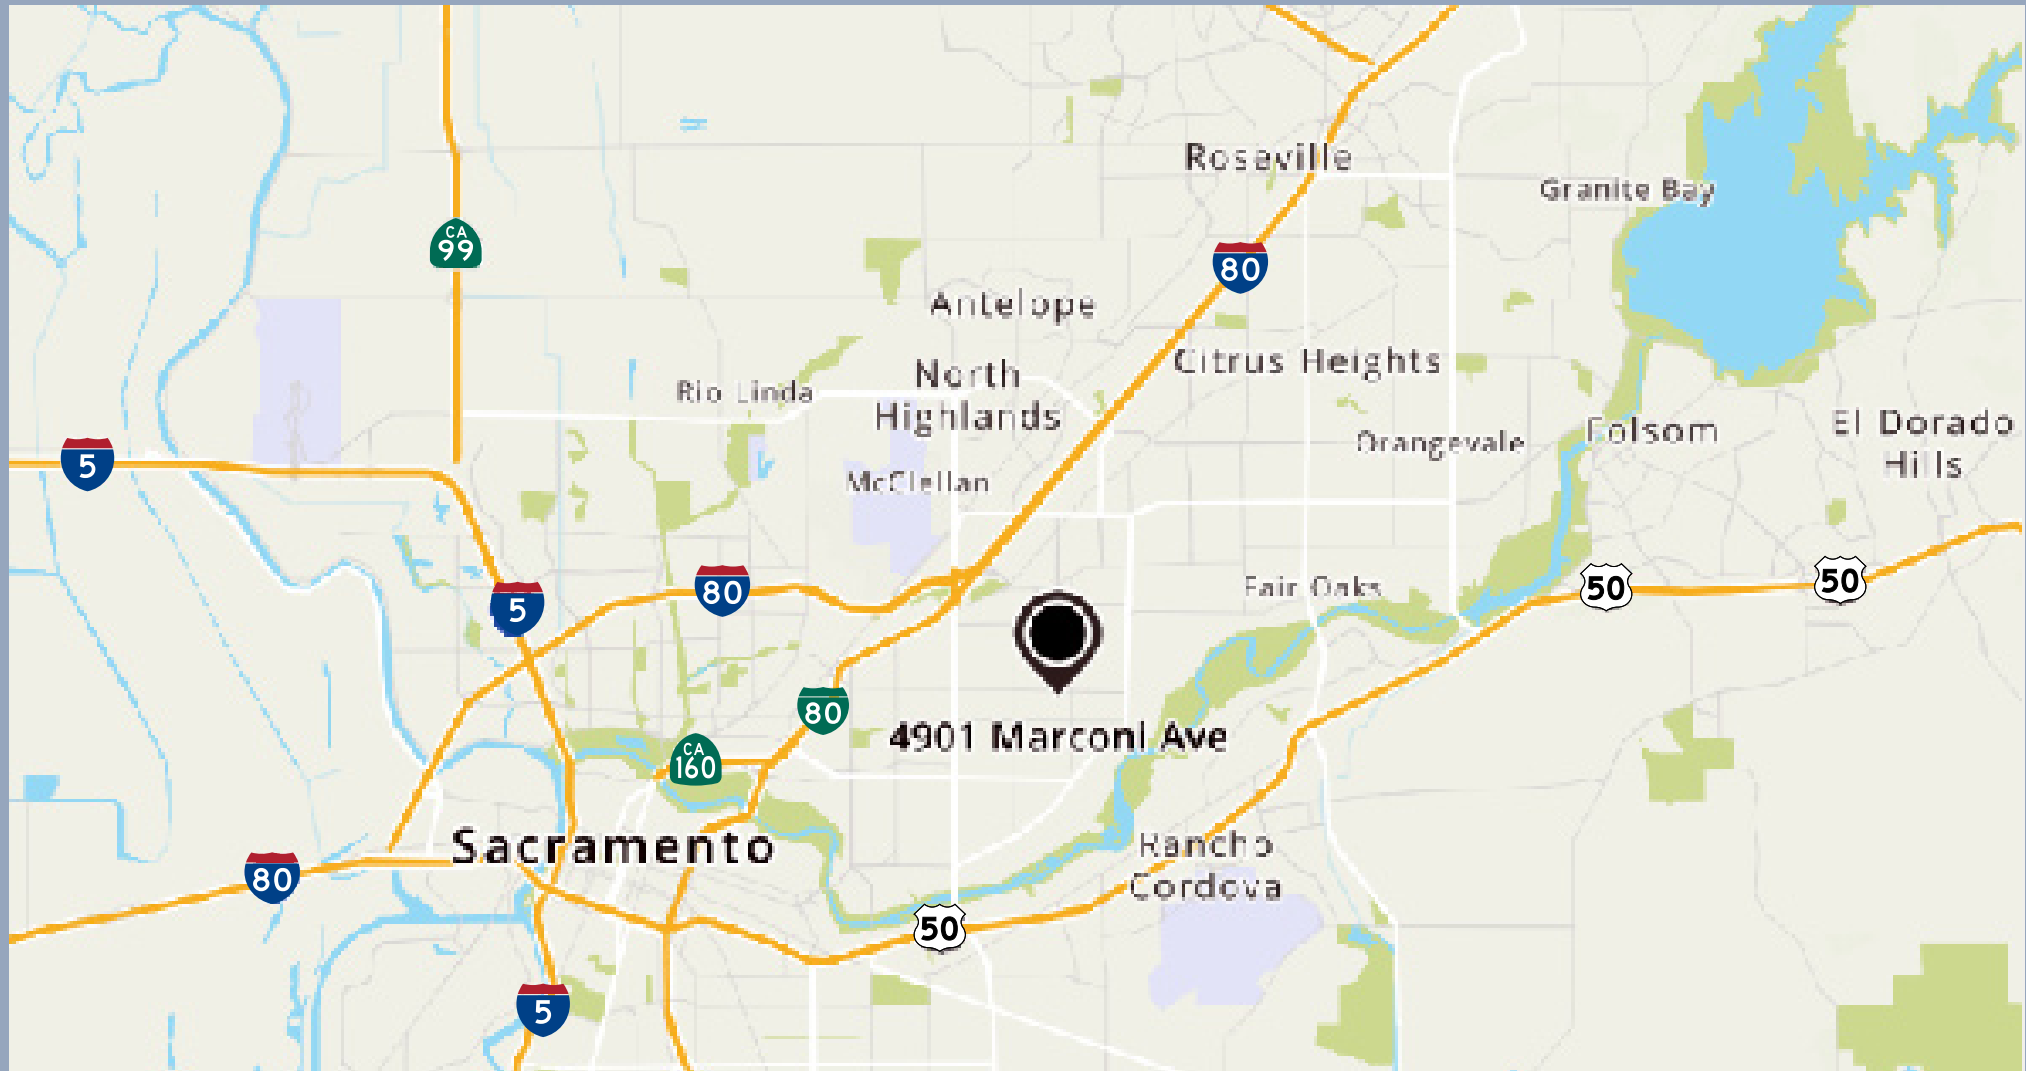 Roseville
Granite Bay
CA
99
80
Antelope
Citrus Heights
North
Highlands
Rio Linda
Folsom
El Dorado
Hills
Orangevale
5
McClellan
80
5
Fair Oaks
50
50
80
4901 Marconi Ave
CA
160
Sacramento
Rancho
Cordova
80
50
5